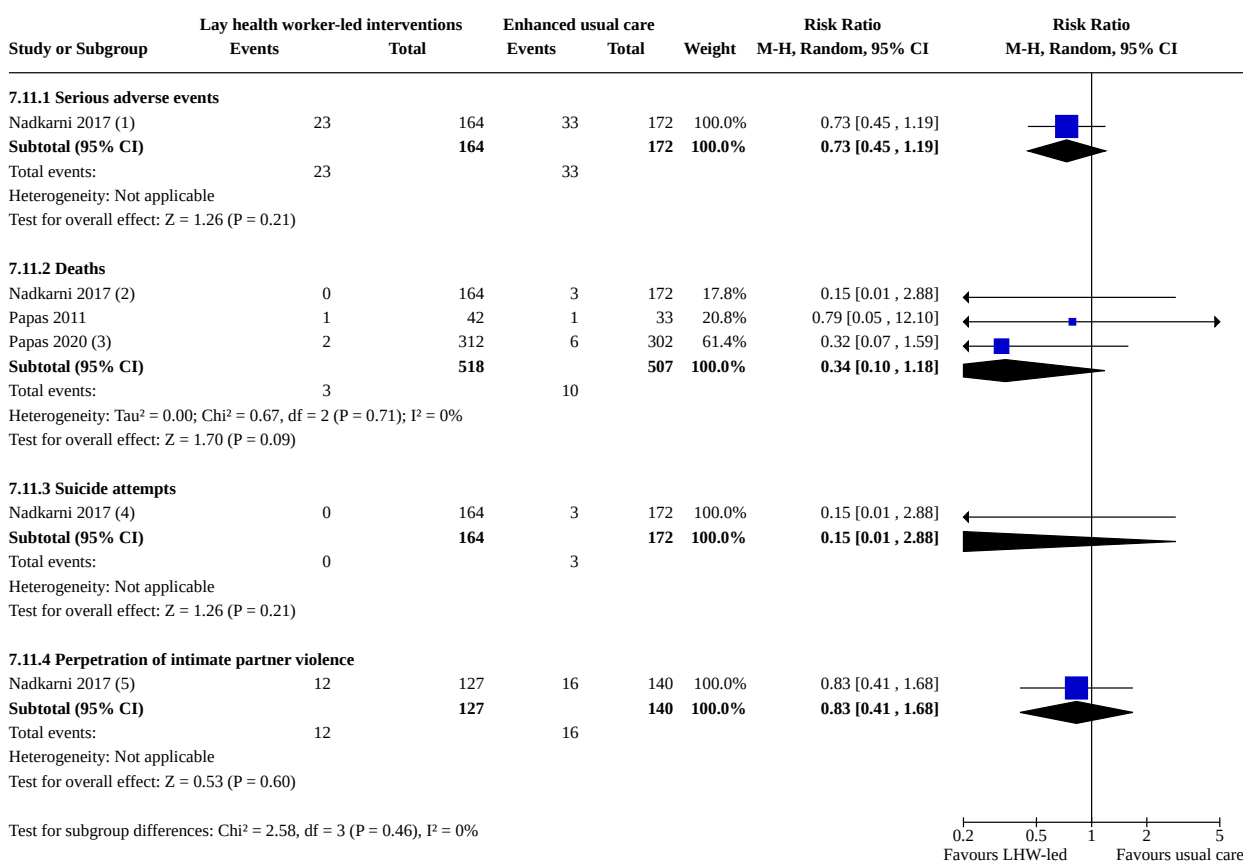 Lay health worker-led interventions Enhanced usual care Risk Ratio Risk Ratio
Study or Subgroup Events Total Events Total Weight M-H, Random, 95% CI M-H, Random, 95% CI
7.11.1 Serious adverse events
Nadkarni 2017 (1) 23 164 33 172 100.0% 0.73 [0.45 , 1.19]
Subtotal (95% CI) 164 172 100.0% 0.73 [0.45 , 1.19]
Total events: 23 33
Heterogeneity: Not applicable
Test for overall effect: Z = 1.26 (P = 0.21)
7.11.2 Deaths
Nadkarni 2017 (2) 0 164 3 172 17.8% 0.15 [0.01 , 2.88]
Papas 2011 1 42 1 33 20.8% 0.79 [0.05 , 12.10]
Papas 2020 (3) 2 312 6 302 61.4% 0.32 [0.07 , 1.59]
Subtotal (95% CI) 518 507 100.0% 0.34 [0.10 , 1.18]
Total events: 3 10
Heterogeneity: Tau² = 0.00; Chi² = 0.67, df = 2 (P = 0.71); I² = 0%
Test for overall effect: Z = 1.70 (P = 0.09)
7.11.3 Suicide attempts
Nadkarni 2017 (4) 0 164 3 172 100.0% 0.15 [0.01 , 2.88]
Subtotal (95% CI) 164 172 100.0% 0.15 [0.01 , 2.88]
Total events: 0 3
Heterogeneity: Not applicable
Test for overall effect: Z = 1.26 (P = 0.21)
7.11.4 Perpetration of intimate partner violence
Nadkarni 2017 (5) 12 127 16 140 100.0% 0.83 [0.41 , 1.68]
Subtotal (95% CI) 127 140 100.0% 0.83 [0.41 , 1.68]
Total events: 12 16
Heterogeneity: Not applicable
Test for overall effect: Z = 0.53 (P = 0.60)
Test for subgroup differences: Chi² = 2.58, df = 3 (P = 0.46), I² = 0%
0.2 0.5 1 2 5
Favours LHW-led Favours usual care